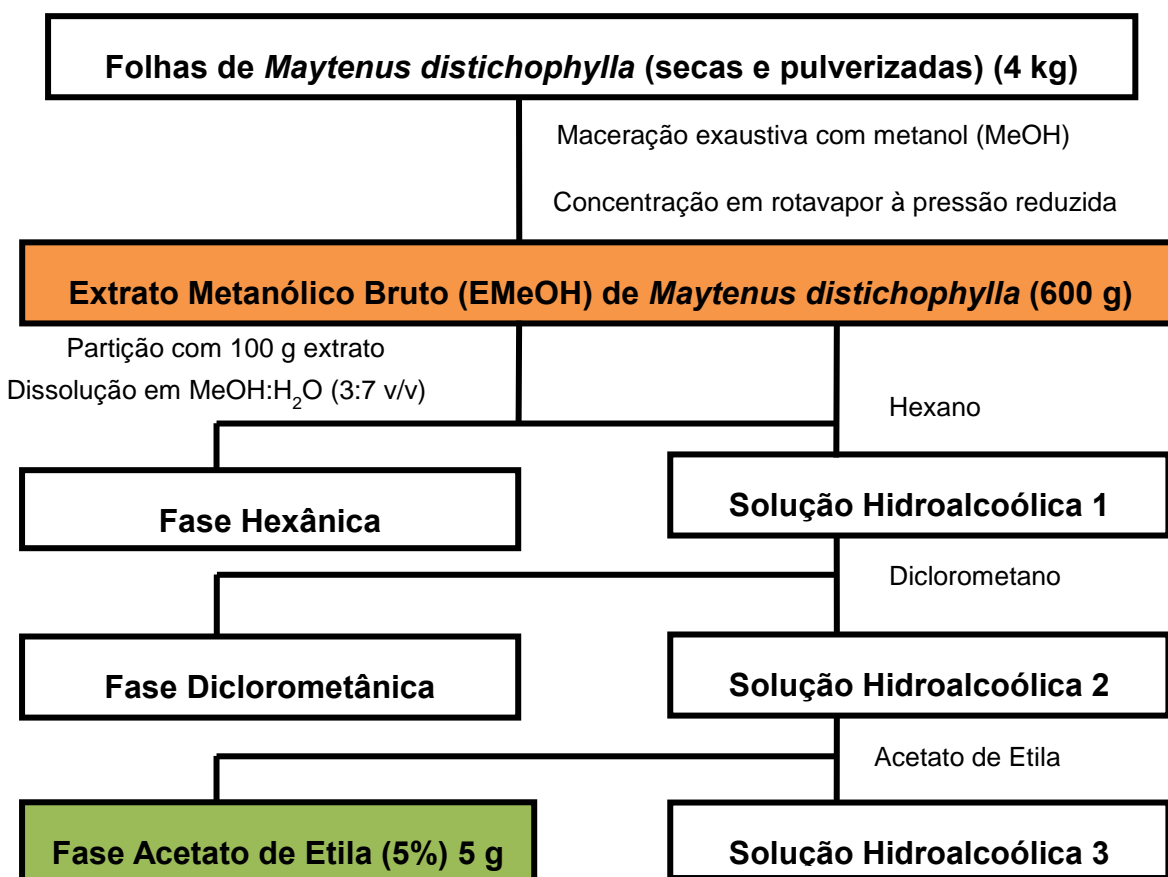 Folhas de Maytenus distichophylla (secas e pulverizadas) (4 kg)
Maceração exaustiva com metanol (MeOH)
Concentração em rotavapor à pressão reduzida
Extrato Metanólico Bruto (EMeOH) de Maytenus distichophylla (600 g)
Partição com 100 g extrato
Dissolução em MeOH:H₂O (3:7 v/v)
Hexano
Fase Hexânica
Solução Hidroalcoólica 1
Diclorometano
Fase Diclorometânica
Solução Hidroalcoólica 2
Acetato de Etila
Fase Acetato de Etila (5%) 5 g
Solução Hidroalcoólica 3